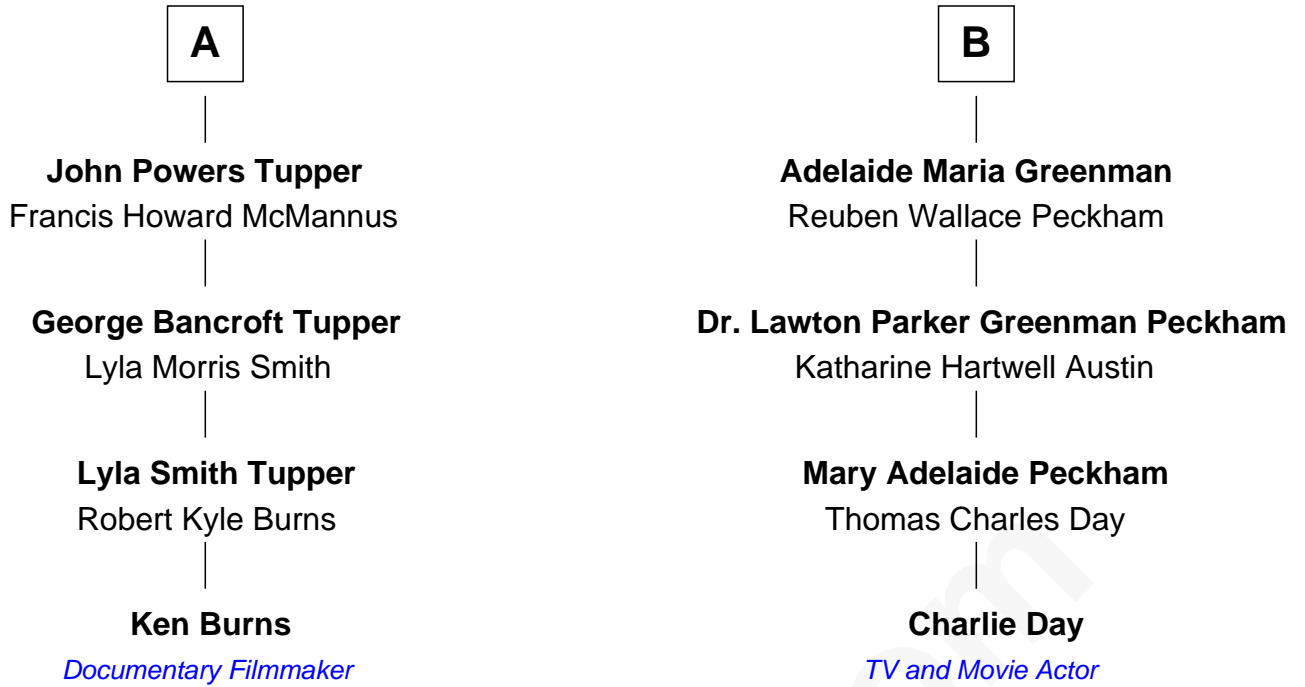 A
B
John Powers Tupper
Francis Howard McMannus
Adelaide Maria Greenman
Reuben Wallace Peckham
George Bancroft Tupper
Lyla Morris Smith
Dr. Lawton Parker Greenman Peckham
Katharine Hartwell Austin
Lyla Smith Tupper
Robert Kyle Burns
Mary Adelaide Peckham
Thomas Charles Day
Ken Burns
Documentary Filmmaker
Charlie Day
TV and Movie Actor